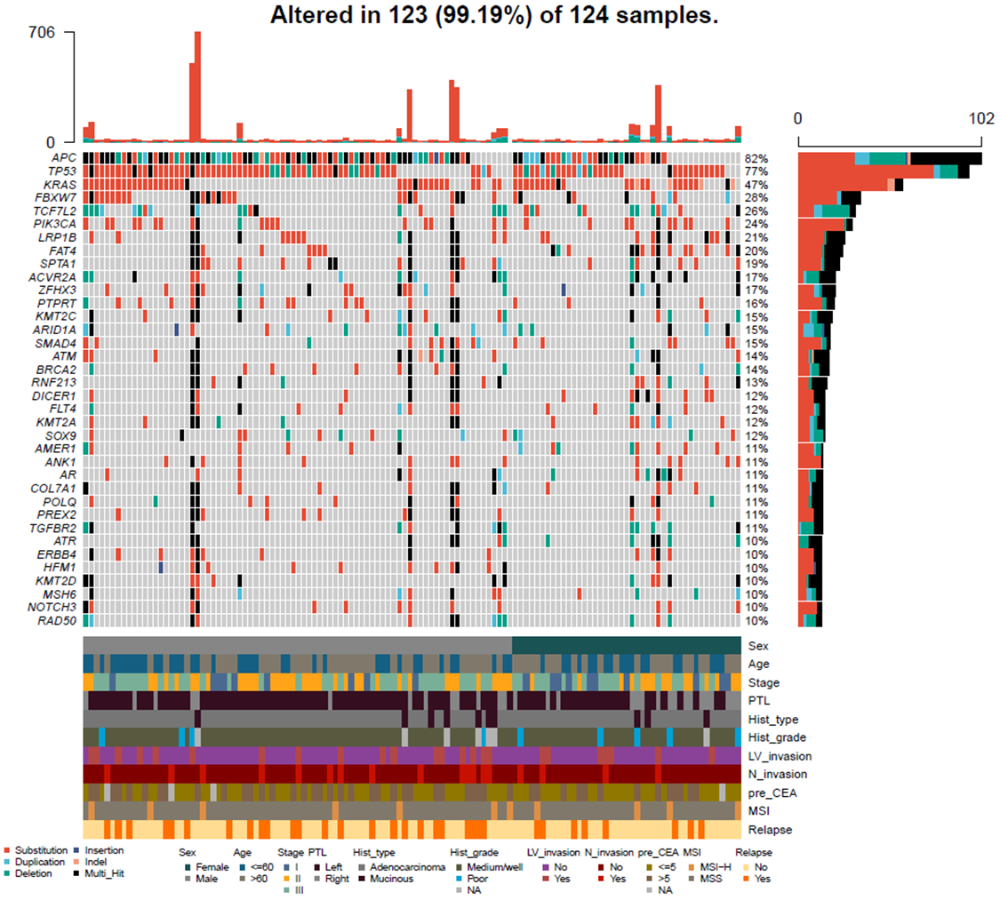 Altered in 123 (99.19%) of 124 samples.
706
0
0 102
APC 82%
TP53 77%
KRAS 47%
FBXW7 28%
TCF7L2 26%
PIK3CA 24%
LRP1B 21%
FAT4 20%
SPTA1 19%
ACVR2A 17%
ZFHX3 17%
PTPRT 16%
KMT2C 15%
ARID1A 15%
SMAD4 15%
ATM 14%
BRCA2 14%
RNF213 13%
DICER1 12%
FLT4 12%
KMT2A 12%
SOX9 12%
AMER1 11%
ANK1 11%
AR 11%
COL7A1 11%
POLQ 11%
PREX2 11%
TGFBR2 11%
ATR 10%
ERBB4 10%
HFM1 10%
KMT2D 10%
MSH6 10%
NOTCH3 10%
RAD50 10%
Sex
Age
Stage
PTL
Hist_type
Hist_grade
LV_invasion
N_invasion
pre_CEA
MSI
Relapse
Substitution Insertion
Duplication Indel
Deletion Multi_Hit
Sex Age Stage PTL Hist_type Hist_grade LV_invasion N_invasion pre_CEA MSI Relapse
Female <=60 I Left Adenocarcinoma Medium/well No No <=5 MSI-H No
Male >60 II Right Mucinous Poor Yes Yes >5 MSS Yes
III NA NA